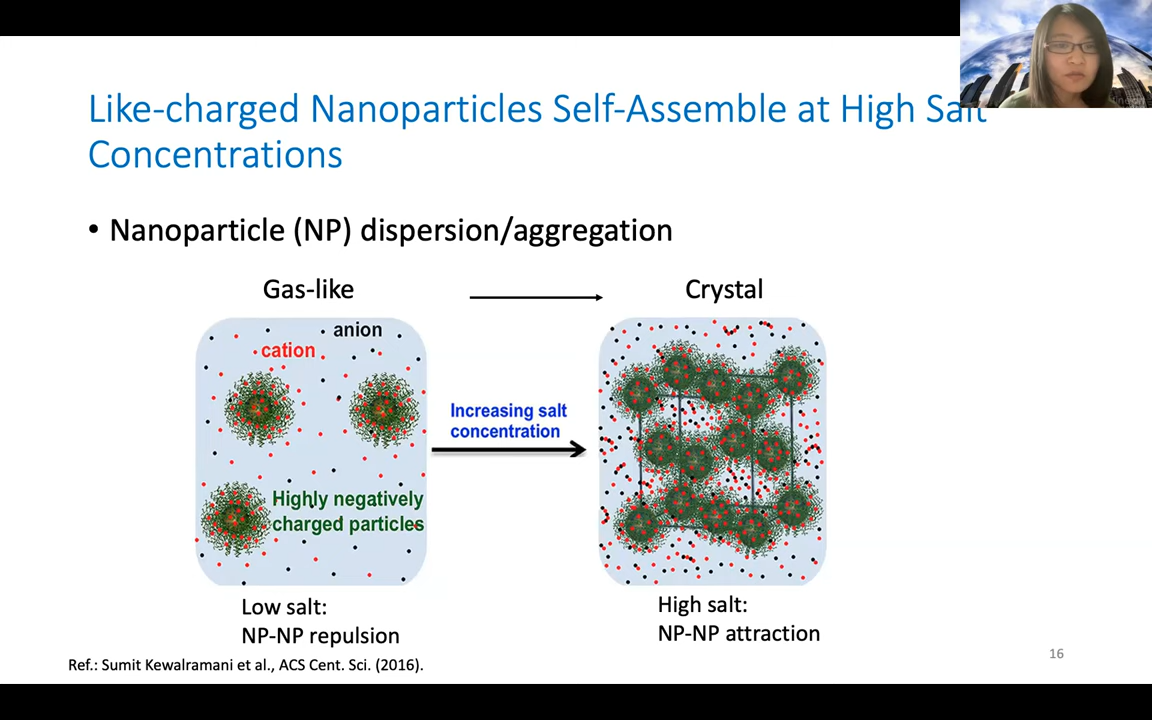 Like-charged Nanoparticles Self-Assemble at High Salt
Concentrations
• Nanoparticle (NP) dispersion/aggregation
Gas-like
Crystal
anion
cation
Increasing salt
concentration
Highly negatively
charged particles
Low salt:
NP-NP repulsion
High salt:
NP-NP attraction
Ref.: Sumit Kewalramani et al., ACS Cent. Sci. (2016).
16